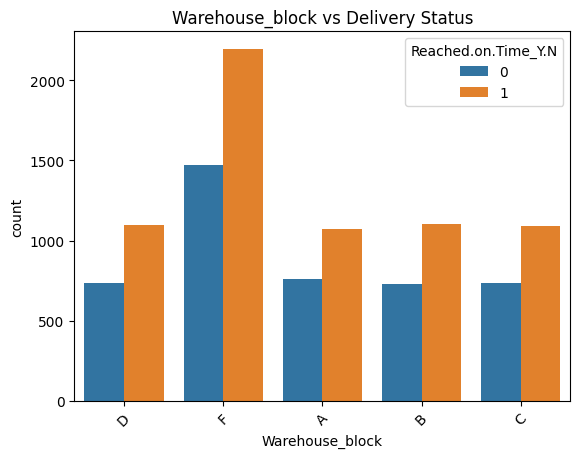 Warehouse_block vs Delivery Status
Reached.on.Time_Y.N
0
1
count
2000
1500
1000
500
0
D
F
A
B
C
Warehouse_block